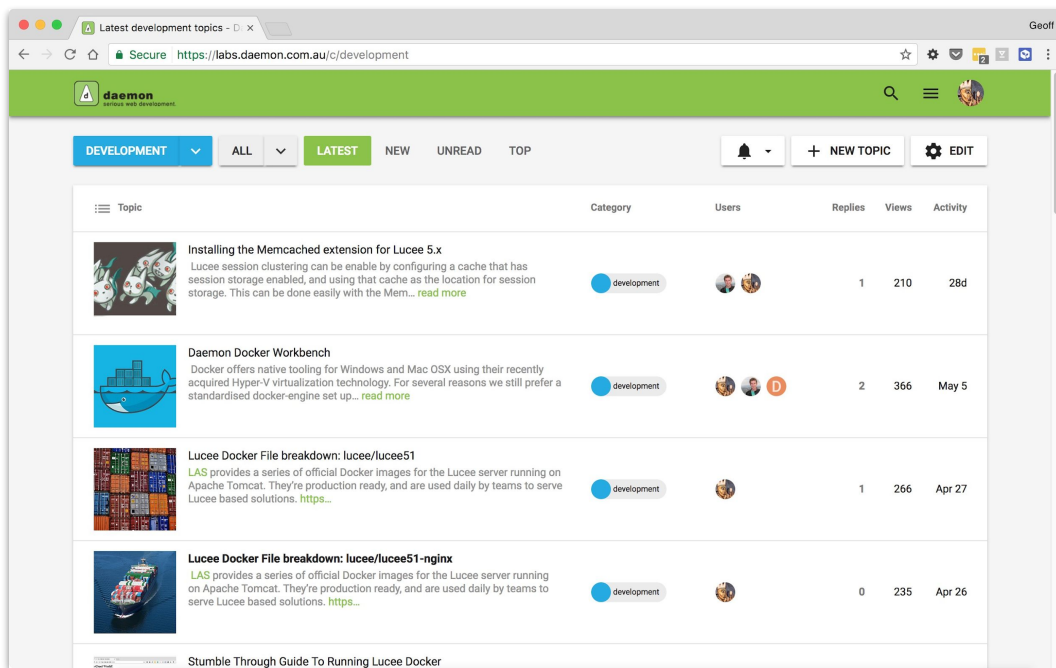 Latest development topics - D
Geoff
Secure https://labs.daemon.com.au/c/development
2
d
daemon
serious web development.
DEVELOPMENT
ALL
LATEST
NEW
UNREAD
TOP
+ NEW TOPIC
EDIT
Topic
Category
Users
Replies
Views
Activity
Installing the Memcached extension for Lucee 5.x
Lucee session clustering can be enable by configuring a cache that has
session storage enabled, and using that cache as the location for session
storage. This can be done easily with the Mem... read more
development
1
210
28d
Daemon Docker Workbench
Docker offers native tooling for Windows and Mac OSX using their recently
acquired Hyper-V virtualization technology. For several reasons we still prefer a
standardised docker-engine set up... read more
development
D
2
366
May 5
Lucee Docker File breakdown: lucee/lucee51
LAS provides a series of official Docker images for the Lucee server running on
Apache Tomcat. They're production ready, and are used daily by teams to serve
Lucee based solutions. https...
development
1
266
Apr 27
Lucee Docker File breakdown: lucee/lucee51-nginx
LAS provides a series of official Docker images for the Lucee server running
on Apache Tomcat. They're production ready, and are used daily by teams to
serve Lucee based solutions. https...
development
0
235
Apr 26
Stumble Through Guide To Running Lucee Docker